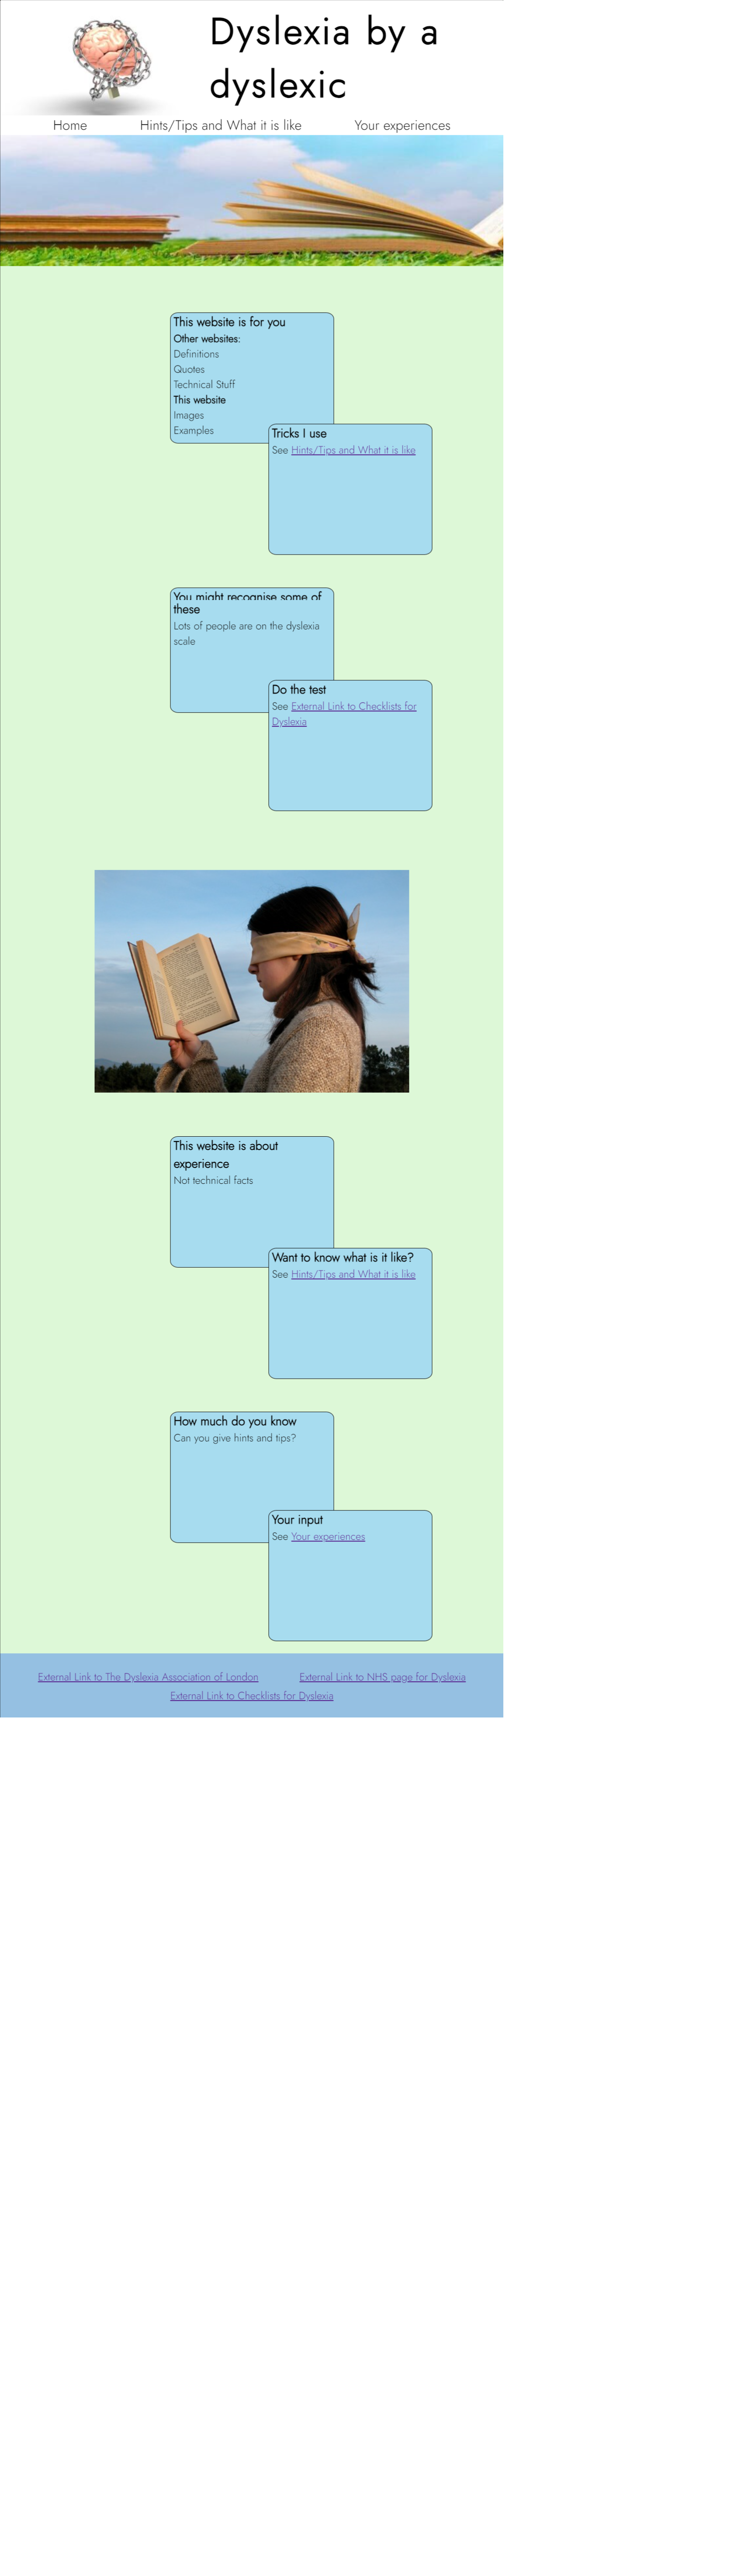 Dyslexia by a
dyslexic
Home Hints/Tips and What it is like Your experiences
This website is for you
Other websites:
Definitions
Quotes
Technical Stuff
This website
Images
Examples
Tricks I use
See Hints/Tips and What it is like
You might recognise some of
these
Lots of people are on the dyslexia
scale
Do the test
See External Link to Checklists for
Dyslexia
This website is about
experience
Not technical facts
Want to know what is it like?
See Hints/Tips and What it is like
How much do you know
Can you give hints and tips?
Your input
See Your experiences
External Link to The Dyslexia Association of London External Link to NHS page for Dyslexia
External Link to Checklists for Dyslexia